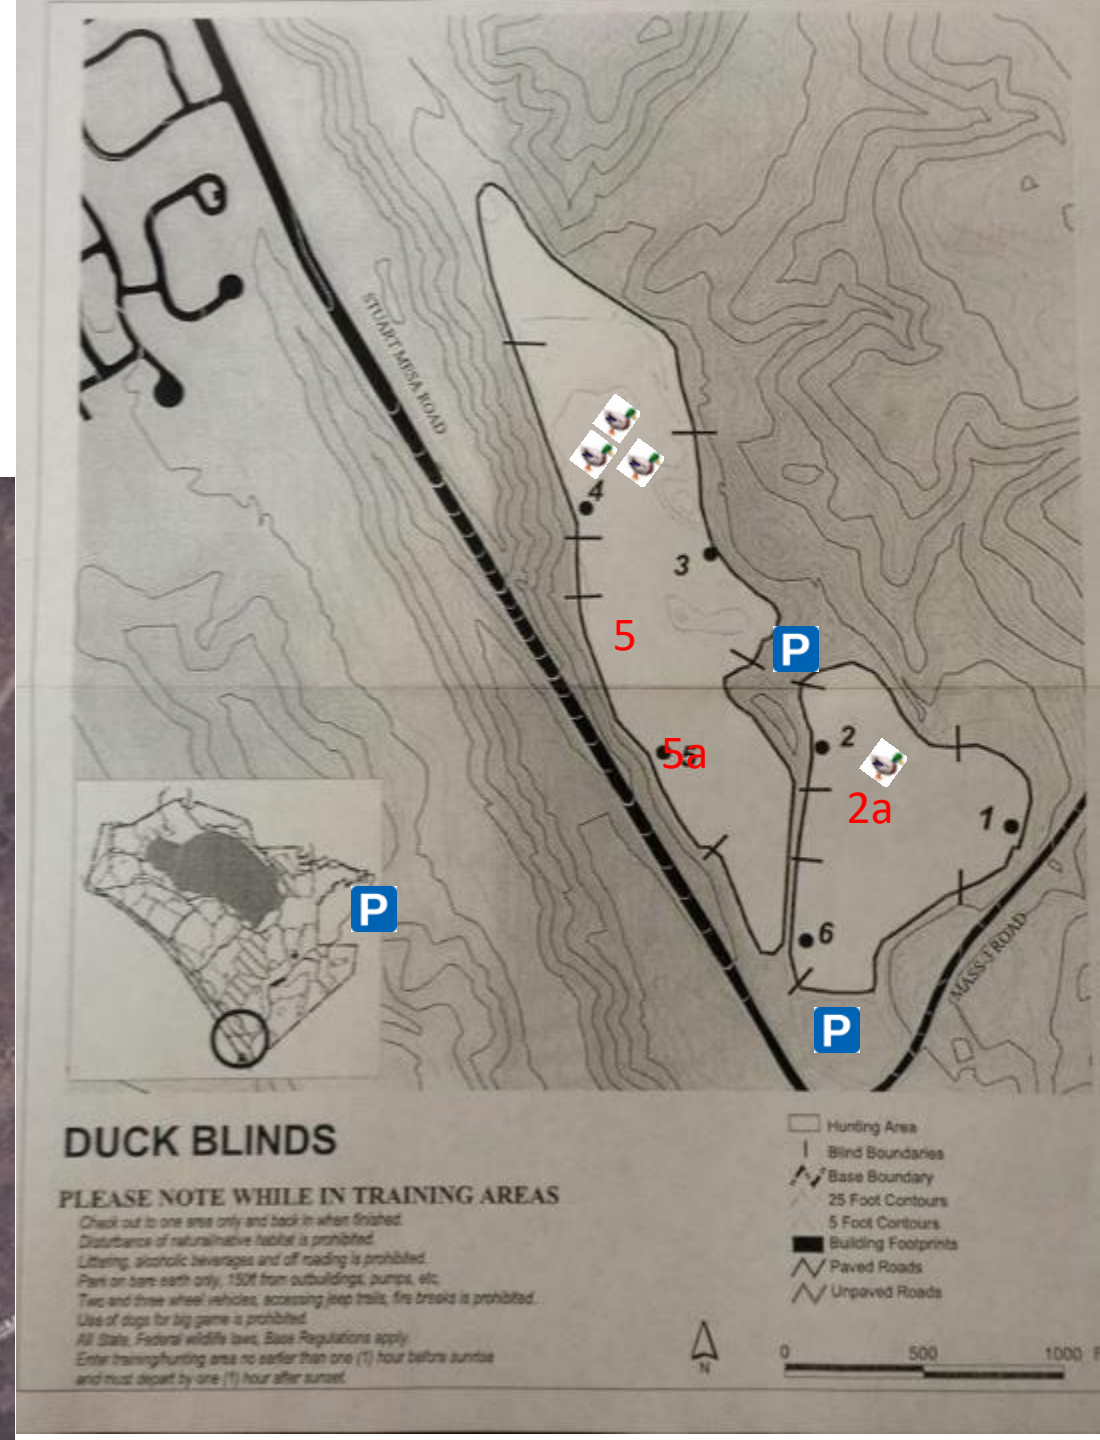 STUART MESA ROAD
4
3
5
P
2
5a
2a
1
P
6
MASS-3 ROAD
P
DUCK BLINDS
PLEASE NOTE WHILE IN TRAINING AREAS
Check out to one area only and back in when finished.
Disturbance of natural/native habitat is prohibited.
Littering, alcoholic beverages and off roading is prohibited.
Park on bare earth only, 150ft from outbuildings, pumps, etc.
Two and three wheel vehicles, accessing jeep trails, fire breaks is prohibited.
Use of dogs for big game is prohibited.
All State, Federal wildlife laws, Base Regulations apply.
Enter training/hunting area no earlier than one (1) hour before sunrise
and must depart by one (1) hour after sunset.
Hunting Area
Blind Boundaries
Base Boundary
25 Foot Contours
5 Foot Contours
Building Footprints
Paved Roads
Unpaved Roads
N
0 500 1000